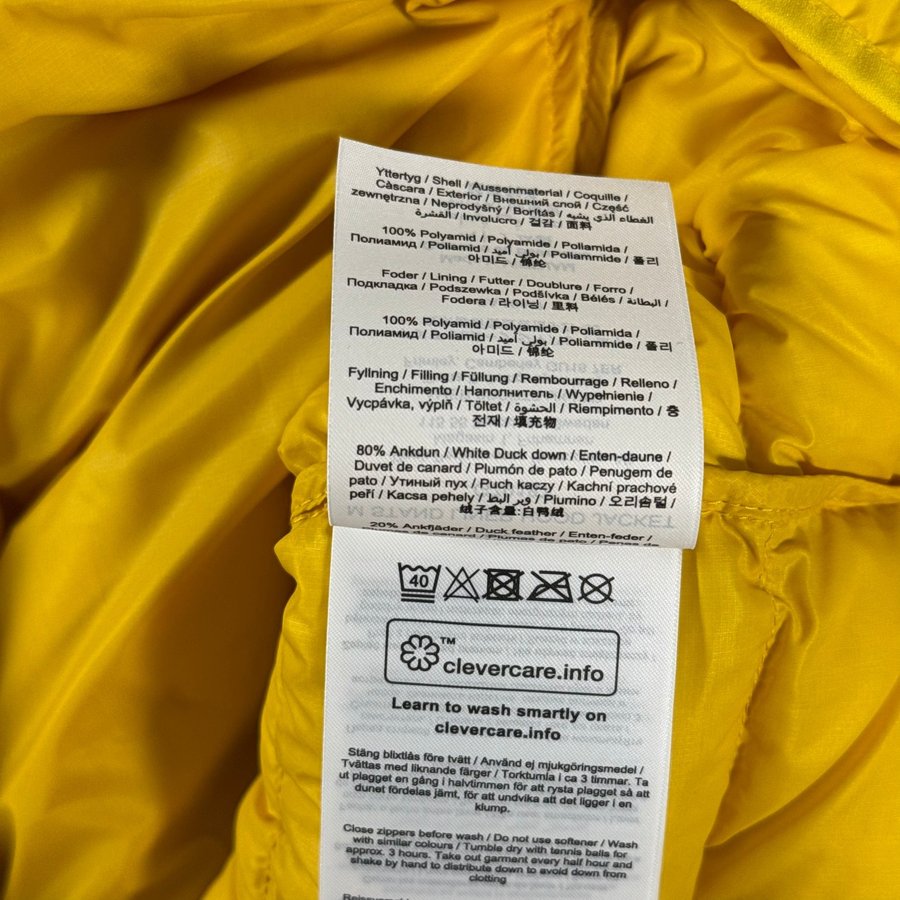 Yttertyg / Shell / Aussenmaterial / Coquille /
Càscara / Exterior / Внешний слой / Część
zewnętrzna / Neprodyšný / Borítás / الغطاء الذي يشبه
القشرة / Involucro / 겉감 / 面料
100% Polyamid / Polyamide / Poliamida /
Полиамид / Poliamid / بولي أميد / Poliammide / 폴리
아미드 / 锦纶
Foder / Lining / Futter / Doublure / Forro /
Подкладка / Podszewka / Podšívka / Bélés / البطانة /
Fodera / 라이닝 / 里料
100% Polyamid / Polyamide / Poliamida /
Полиамид / Poliamid / بولي أميد / Poliammide / 폴리
아미드 / 锦纶
Fyllning / Filling / Füllung / Rembourrage / Relleno /
Enchimento / Наполнитель / Wypełnienie /
Vycpávka, výplň / Töltet / الحشوة / Riempimento / 충
전재 / 填充物
80% Ankdun / White Duck down / Enten-daune /
Duvet de canard / Plumón de pato / Penugem de
pato / Утиный пух / Puch kaczy / Kachní prachové
peří / Kacsa pehely / وبر البط / Piumino / 오리솜털 /
绒子含量:白鸭绒
20% Ankfjäder / Duck feather / Enten-feder /
40
™
clevercare.info
Learn to wash smartly on
clevercare.info
Stäng blixtlås före tvätt / Använd ej mjukgöringsmedel /
Tvättas med liknande färger / Torktumla i ca 3 timmar. Ta
ut plagget en gång i halvtimmen för att rysta plagget så att
dunet fördelas jämt, för att undvika att det ligger i en
klump.
Close zippers before wash / Do not use softener / Wash
with similar colours / Tumble dry with tennis balls for
approx. 3 hours. Take out garment every half hour and
shake by hand to distribute down to avoid down from
clotting